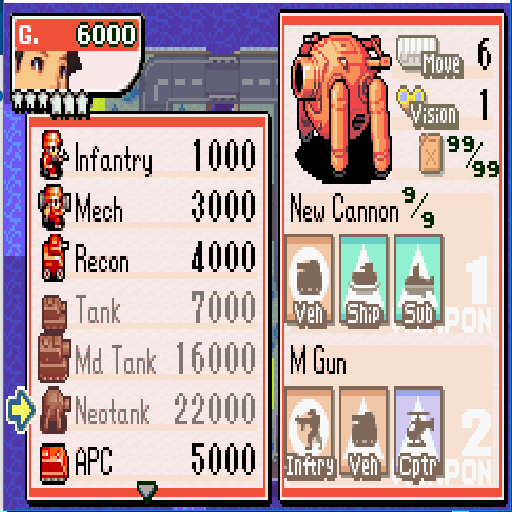 G. 6000
Infantry 1000
Mech 3000
Recon 4000
Tank 7000
Md Tank 16000
Neotank 22000
APC 5000
Move 6
Vision 1
99/99
New Cannon 9/9
Veh Ship Sub
1
WEAPON
M Gun
Inftry Veh Cptr
2
WEAPON